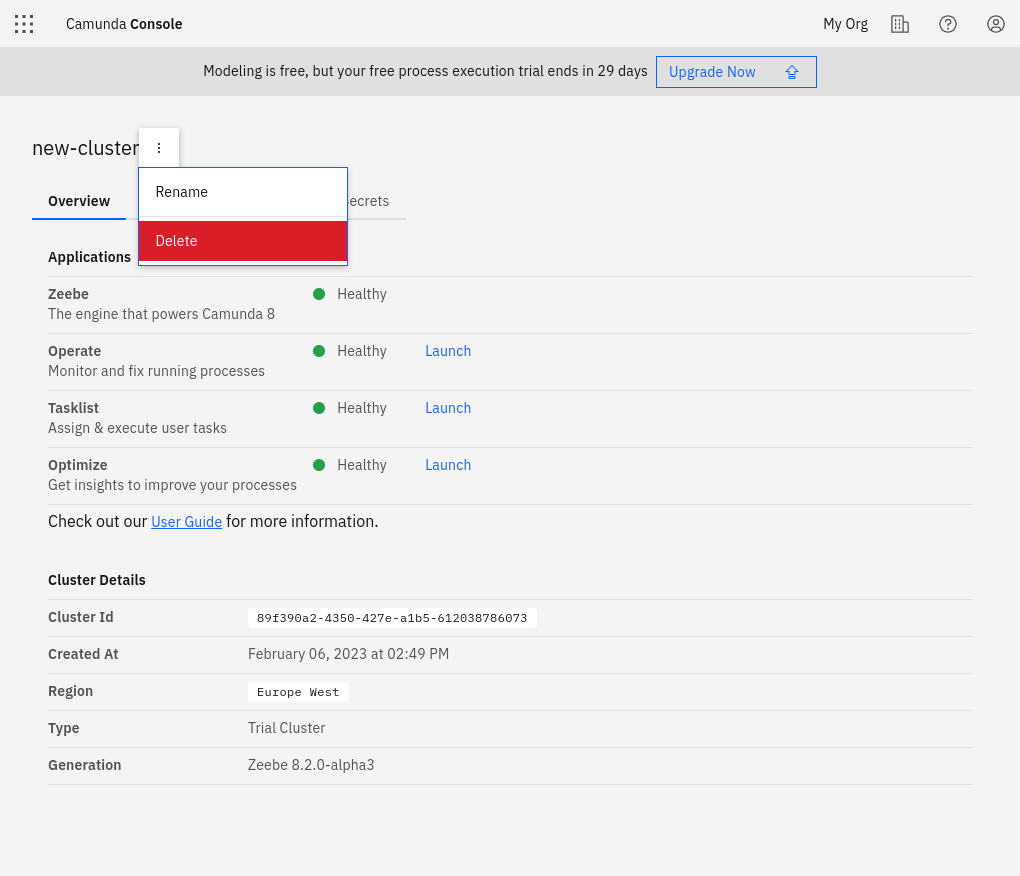 Camunda Console
My Org
Modeling is free, but your free process execution trial ends in 29 days
Upgrade Now
new-cluster
Rename
Overview
Delete
Applications
Zeebe
Healthy
The engine that powers Camunda 8
Operate
Healthy
Launch
Monitor and fix running processes
Tasklist
Healthy
Launch
Assign & execute user tasks
Optimize
Healthy
Launch
Get insights to improve your processes
Check out our User Guide for more information.
Cluster Details
Cluster Id
89f390a2-4350-427e-a1b5-612038786073
Created At
February 06, 2023 at 02:49 PM
Region
Europe West
Type
Trial Cluster
Generation
Zeebe 8.2.0-alpha3